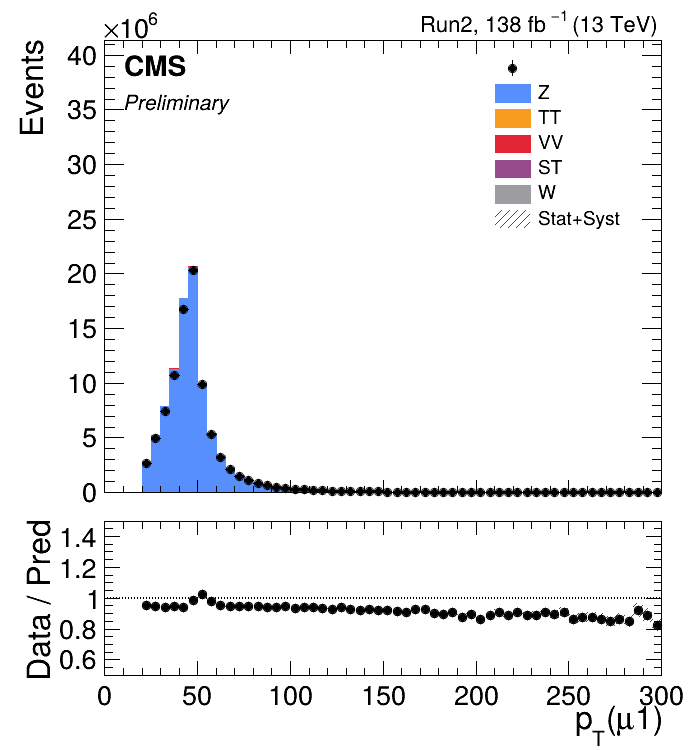 ×10⁶
Run2, 138 fb⁻¹ (13 TeV)
CMS
Preliminary
Events
40
35
30
25
20
15
10
5
0
Z
TT
VV
ST
W
Stat+Syst
Data / Pred
1.4
1.2
1
0.8
0.6
0 50 100 150 200 250 300
p_T(μ1)